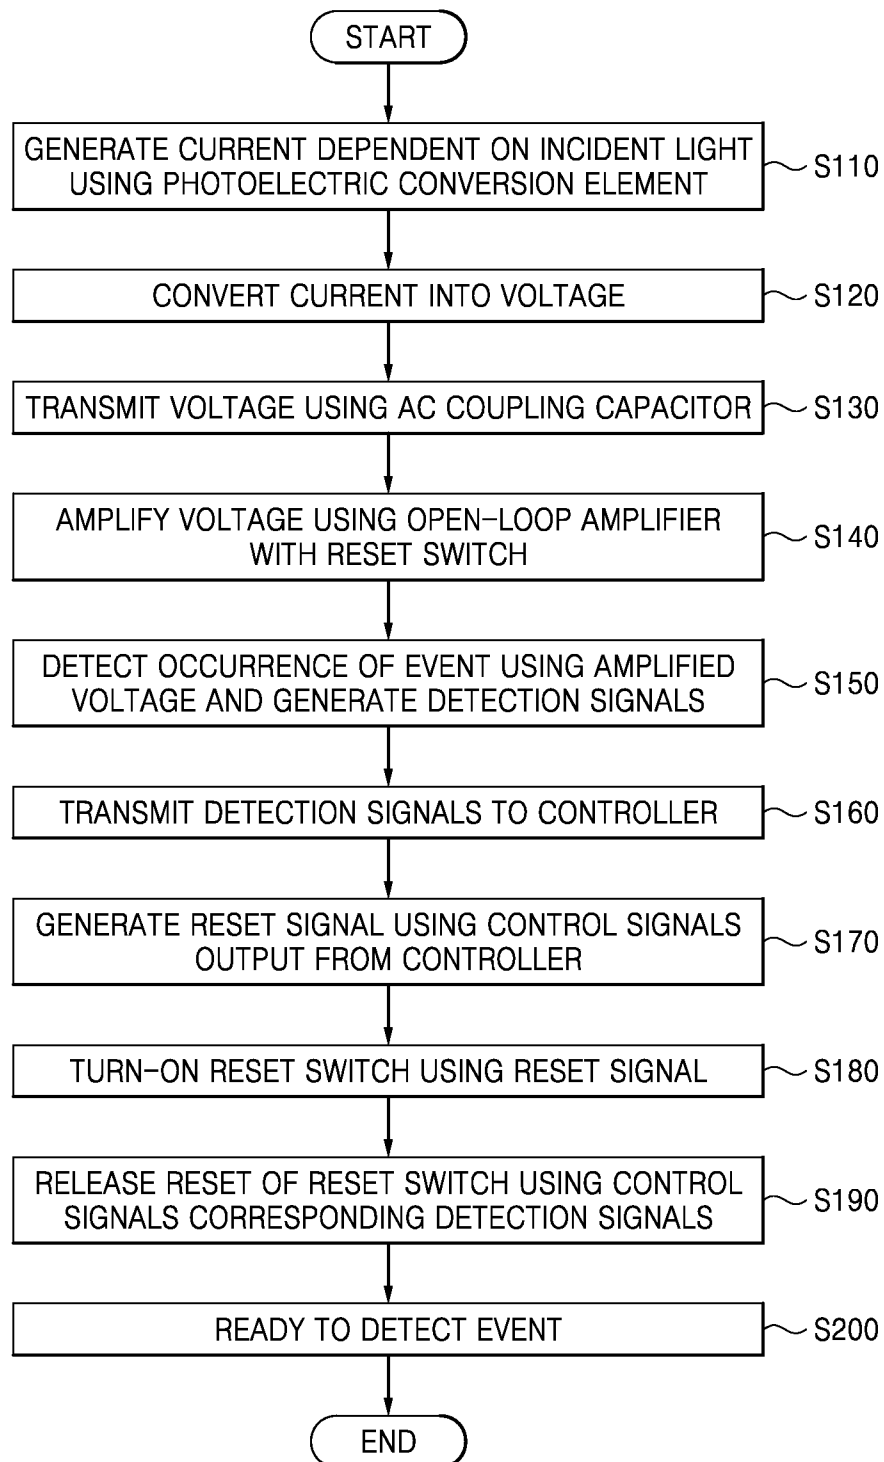 START
GENERATE CURRENT DEPENDENT ON INCIDENT LIGHT
USING PHOTOELECTRIC CONVERSION ELEMENT
S110
CONVERT CURRENT INTO VOLTAGE
S120
TRANSMIT VOLTAGE USING AC COUPLING CAPACITOR
S130
AMPLIFY VOLTAGE USING OPEN-LOOP AMPLIFIER
WITH RESET SWITCH
S140
DETECT OCCURRENCE OF EVENT USING AMPLIFIED
VOLTAGE AND GENERATE DETECTION SIGNALS
S150
TRANSMIT DETECTION SIGNALS TO CONTROLLER
S160
GENERATE RESET SIGNAL USING CONTROL SIGNALS
OUTPUT FROM CONTROLLER
S170
TURN-ON RESET SWITCH USING RESET SIGNAL
S180
RELEASE RESET OF RESET SWITCH USING CONTROL
SIGNALS CORRESPONDING DETECTION SIGNALS
S190
READY TO DETECT EVENT
S200
END